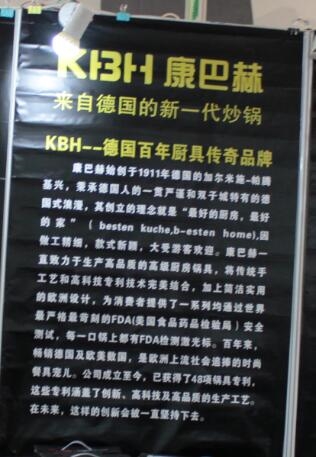 KBH 康巴赫
来自德国的新一代炒锅
KBH--德国百年厨具传奇品牌
康巴赫始创于1911年德国的加尔米施-帕腾
基兴，秉承德国人的一贯严谨和双子城特有的德
国式浪漫，其创立的理念就是“最好的厨房，最好
的家”（besten kuche,b-esten home),因
做工精细，款式新颖，大受游客欢迎。康巴赫一
直致力于生产高品质的高级厨房锅具，将传统手
工艺和高科技专利技术完美结合，加上简洁实用
的欧洲设计，为消费者提供了一系列均通过世界
最严格最苛刻的FDA(美国食品药品检验局）安全
测试，每一口锅上都有FDA检测激光标。百年来，
畅销德国及欧美数国，是欧洲上流社会追捧的时尚
餐具宠儿。公司成立至今，已获得了48项锅具专利，
这些专利涵盖了创新、高科技及高品质的生产工艺。
在未来，这样的创新会被一直坚持下去。